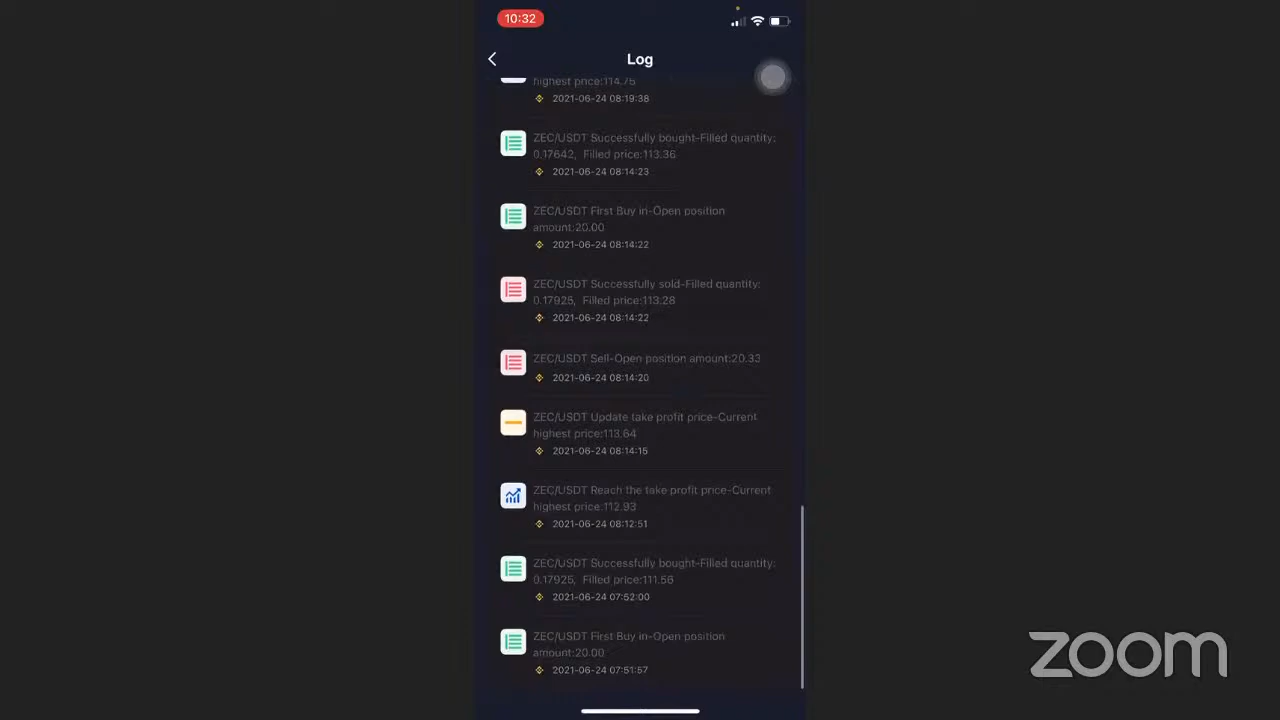 10:32
Log
highest price:114.75
2021-06-24 08:19:38
ZEC/USDT Successfully bought-Filled quantity:
0.17642, Filled price:113.36
2021-06-24 08:14:23
ZEC/USDT First Buy in-Open position
amount:20.00
2021-06-24 08:14:22
ZEC/USDT Successfully sold-Filled quantity:
0.17925, Filled price:113.28
2021-06-24 08:14:22
ZEC/USDT Sell-Open position amount:20.33
2021-06-24 08:14:20
ZEC/USDT Update take profit price-Current
highest price:113.64
2021-06-24 08:14:15
ZEC/USDT Reach the take profit price-Current
highest price:112.93
2021-06-24 08:12:51
ZEC/USDT Successfully bought-Filled quantity:
0.17925, Filled price:111.56
2021-06-24 07:52:00
ZEC/USDT First Buy in-Open position
amount:20.00
2021-06-24 07:51:57
zoom